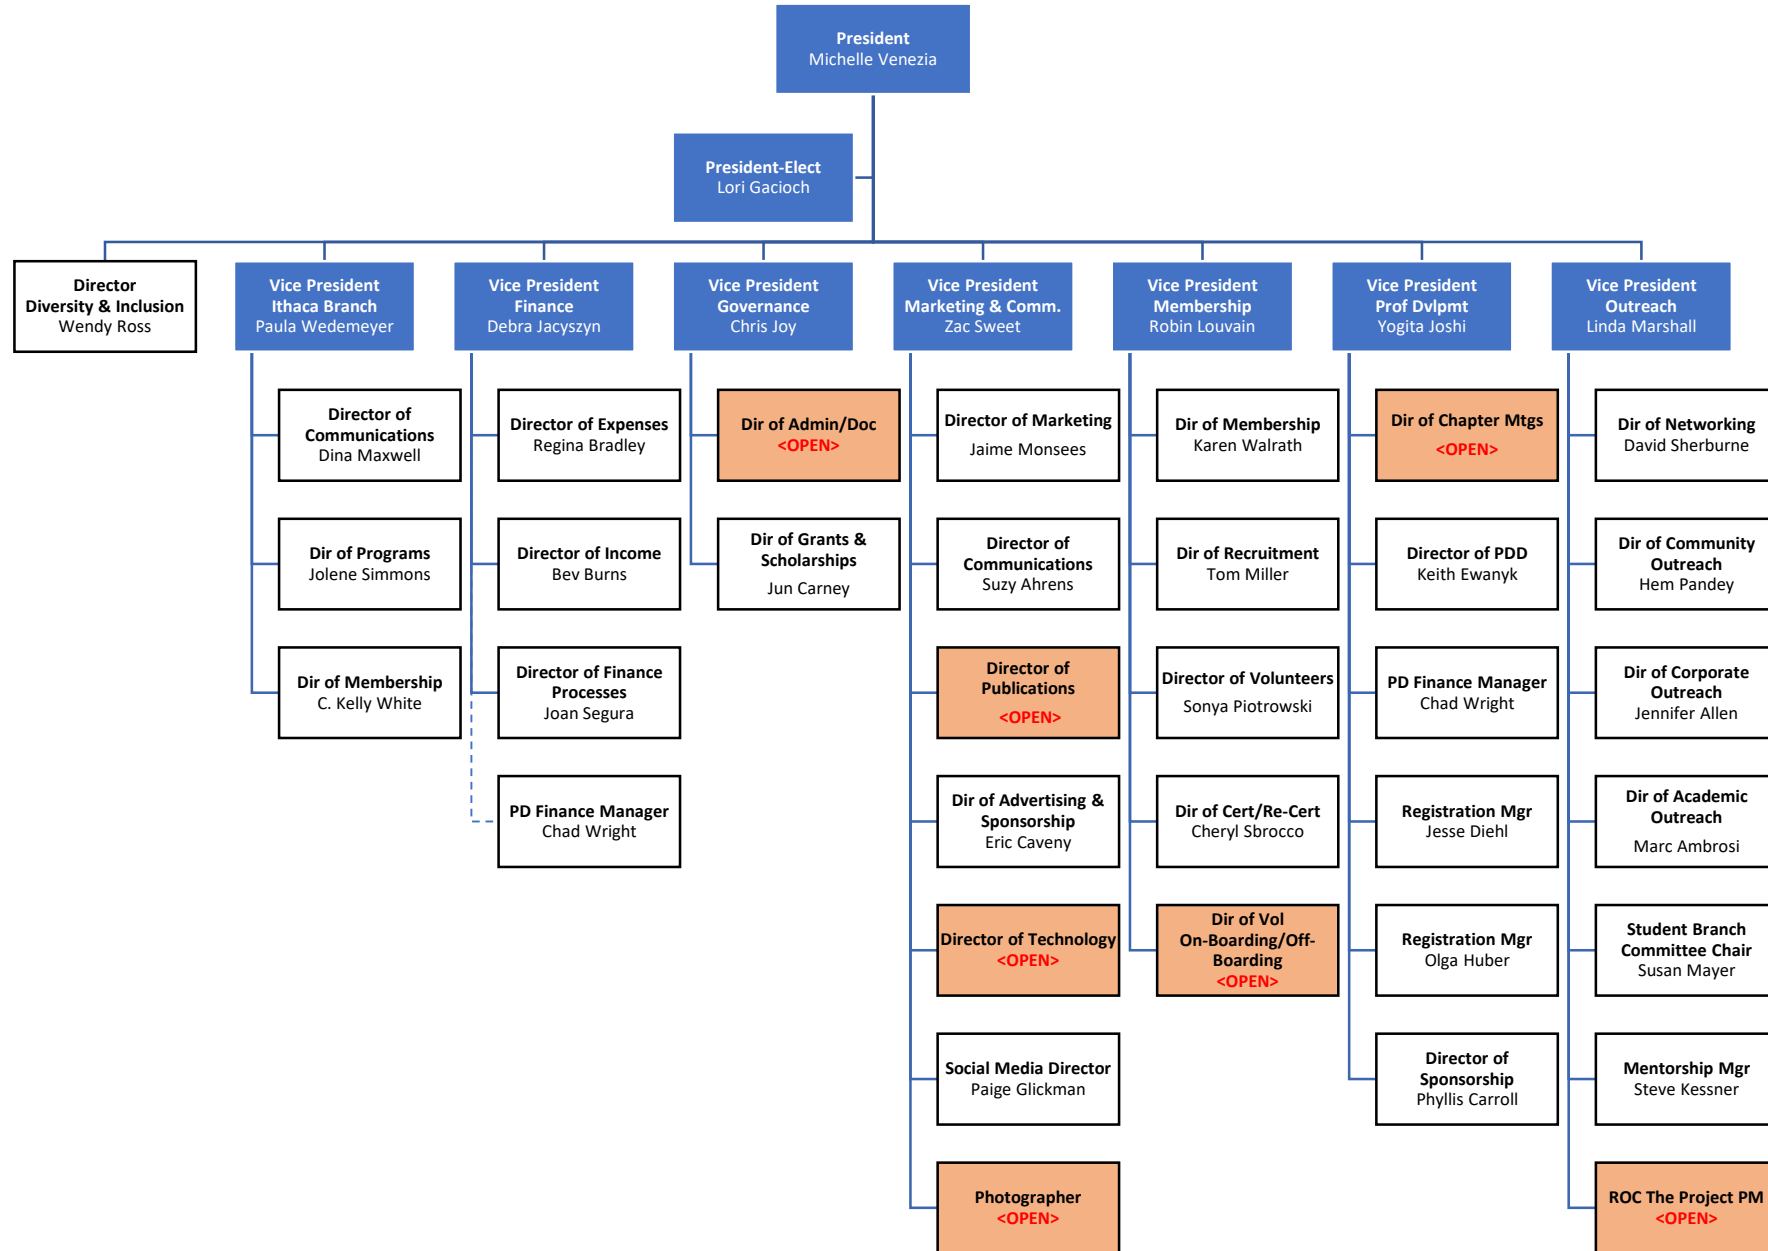 President
Michelle Venezia
President-Elect
Lori Gacioch
Director
Diversity & Inclusion
Wendy Ross
Vice President
Ithaca Branch
Paula Wedemeyer
Vice President
Finance
Debra Jacyszyn
Vice President
Governance
Chris Joy
Vice President
Marketing & Comm.
Zac Sweet
Vice President
Membership
Robin Louvain
Vice President
Prof Dvlpmt
Yogita Joshi
Vice President
Outreach
Linda Marshall
Director of
Communications
Dina Maxwell
Director of Expenses
Regina Bradley
Dir of Admin/Doc
<OPEN>
Director of Marketing
Jaime Monsees
Dir of Membership
Karen Walrath
Dir of Chapter Mtgs
<OPEN>
Dir of Networking
David Sherburne
Dir of Programs
Jolene Simmons
Director of Income
Bev Burns
Dir of Grants &
Scholarships
Jun Carney
Director of
Communications
Suzy Ahrens
Dir of Recruitment
Tom Miller
Director of PDD
Keith Ewanyk
Dir of Community
Outreach
Hem Pandey
Dir of Membership
C. Kelly White
Director of Finance
Processes
Joan Segura
Director of
Publications
<OPEN>
Director of Volunteers
Sonya Piotrowski
PD Finance Manager
Chad Wright
Dir of Corporate
Outreach
Jennifer Allen
PD Finance Manager
Chad Wright
Dir of Advertising &
Sponsorship
Eric Caveny
Dir of Cert/Re-Cert
Cheryl Sbrocco
Registration Mgr
Jesse Diehl
Dir of Academic
Outreach
Marc Ambrosi
Director of Technology
<OPEN>
Dir of Vol
On-Boarding/Off-
Boarding
<OPEN>
Registration Mgr
Olga Huber
Student Branch
Committee Chair
Susan Mayer
Social Media Director
Paige Glickman
Director of
Sponsorship
Phyllis Carroll
Mentorship Mgr
Steve Kessner
Photographer
<OPEN>
ROC The Project PM
<OPEN>